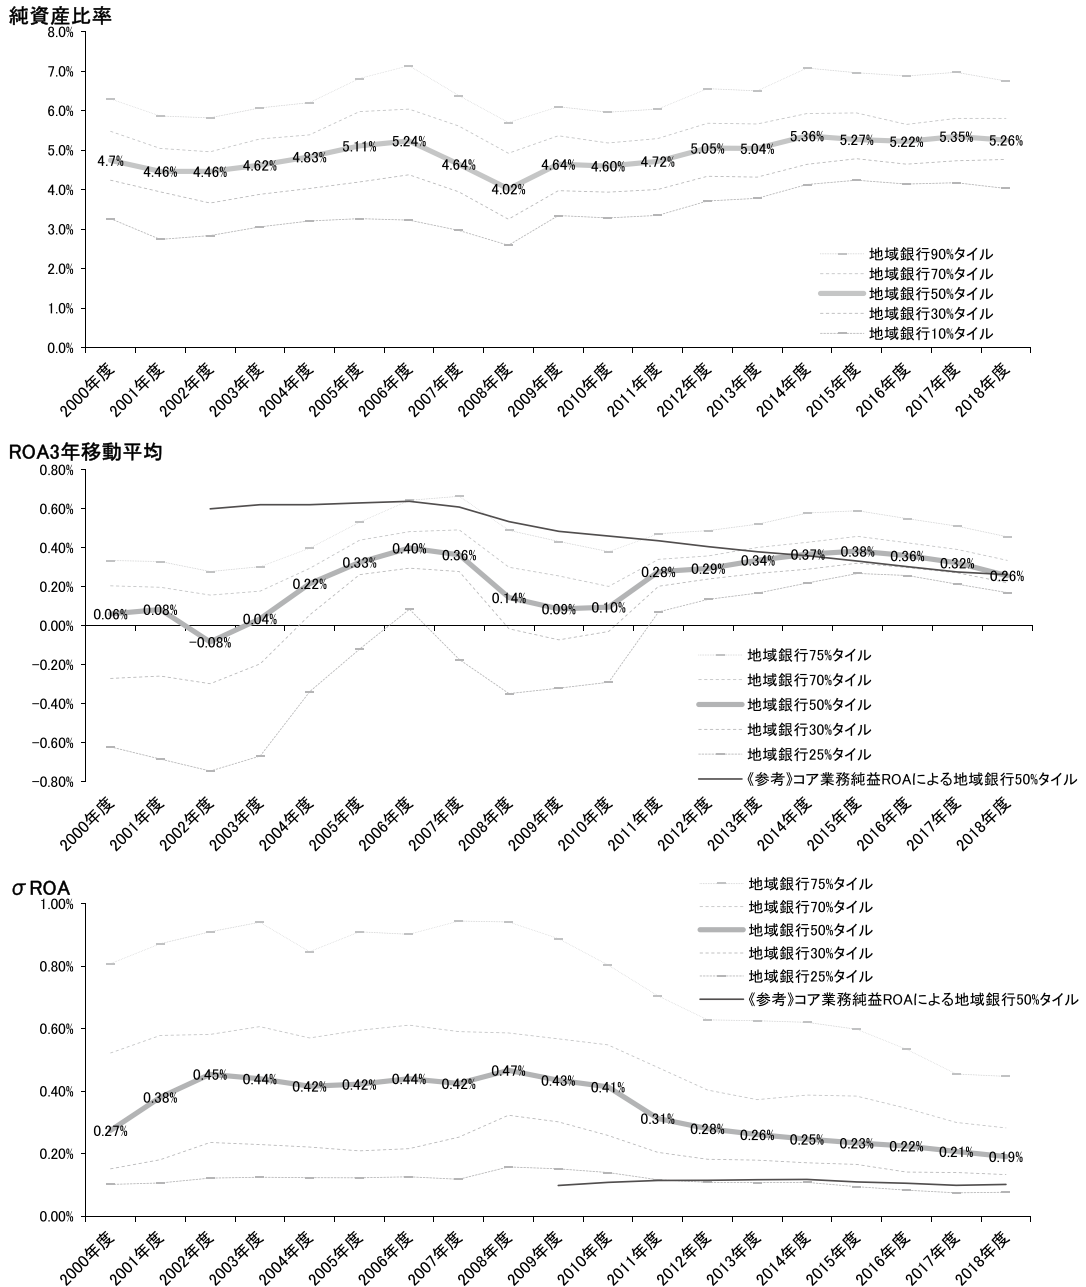 純資産比率
8.0%
7.0%
6.0%
5.0%
4.0%
3.0%
2.0%
1.0%
0.0%
4.7%
4.46%
4.46%
4.62%
4.83%
5.11%
5.24%
4.64%
4.02%
4.64%
4.60%
4.72%
5.05%
5.04%
5.36%
5.27%
5.22%
5.35%
5.26%
地域銀行90%タイル
地域銀行70%タイル
地域銀行50%タイル
地域銀行30%タイル
地域銀行10%タイル
2000年度
2001年度
2002年度
2003年度
2004年度
2005年度
2006年度
2007年度
2008年度
2009年度
2010年度
2011年度
2012年度
2013年度
2014年度
2015年度
2016年度
2017年度
2018年度
ROA3年移動平均
0.80%
0.60%
0.40%
0.20%
0.00%
−0.20%
−0.40%
−0.60%
−0.80%
0.06%
0.08%
−0.08%
0.04%
0.22%
0.33%
0.40%
0.36%
0.14%
0.09%
0.10%
0.28%
0.29%
0.34%
0.37%
0.38%
0.36%
0.32%
0.26%
地域銀行75%タイル
地域銀行70%タイル
地域銀行50%タイル
地域銀行30%タイル
地域銀行25%タイル
《参考》コア業務純益ROAによる地域銀行50%タイル
2000年度
2001年度
2002年度
2003年度
2004年度
2005年度
2006年度
2007年度
2008年度
2009年度
2010年度
2011年度
2012年度
2013年度
2014年度
2015年度
2016年度
2017年度
2018年度
σROA
1.00%
0.80%
0.60%
0.40%
0.20%
0.00%
地域銀行75%タイル
地域銀行70%タイル
地域銀行50%タイル
地域銀行30%タイル
地域銀行25%タイル
《参考》コア業務純益ROAによる地域銀行50%タイル
0.27%
0.38%
0.45%
0.44%
0.42%
0.42%
0.44%
0.42%
0.47%
0.43%
0.41%
0.31%
0.28%
0.26%
0.25%
0.23%
0.22%
0.21%
0.19%
2000年度
2001年度
2002年度
2003年度
2004年度
2005年度
2006年度
2007年度
2008年度
2009年度
2010年度
2011年度
2012年度
2013年度
2014年度
2015年度
2016年度
2017年度
2018年度